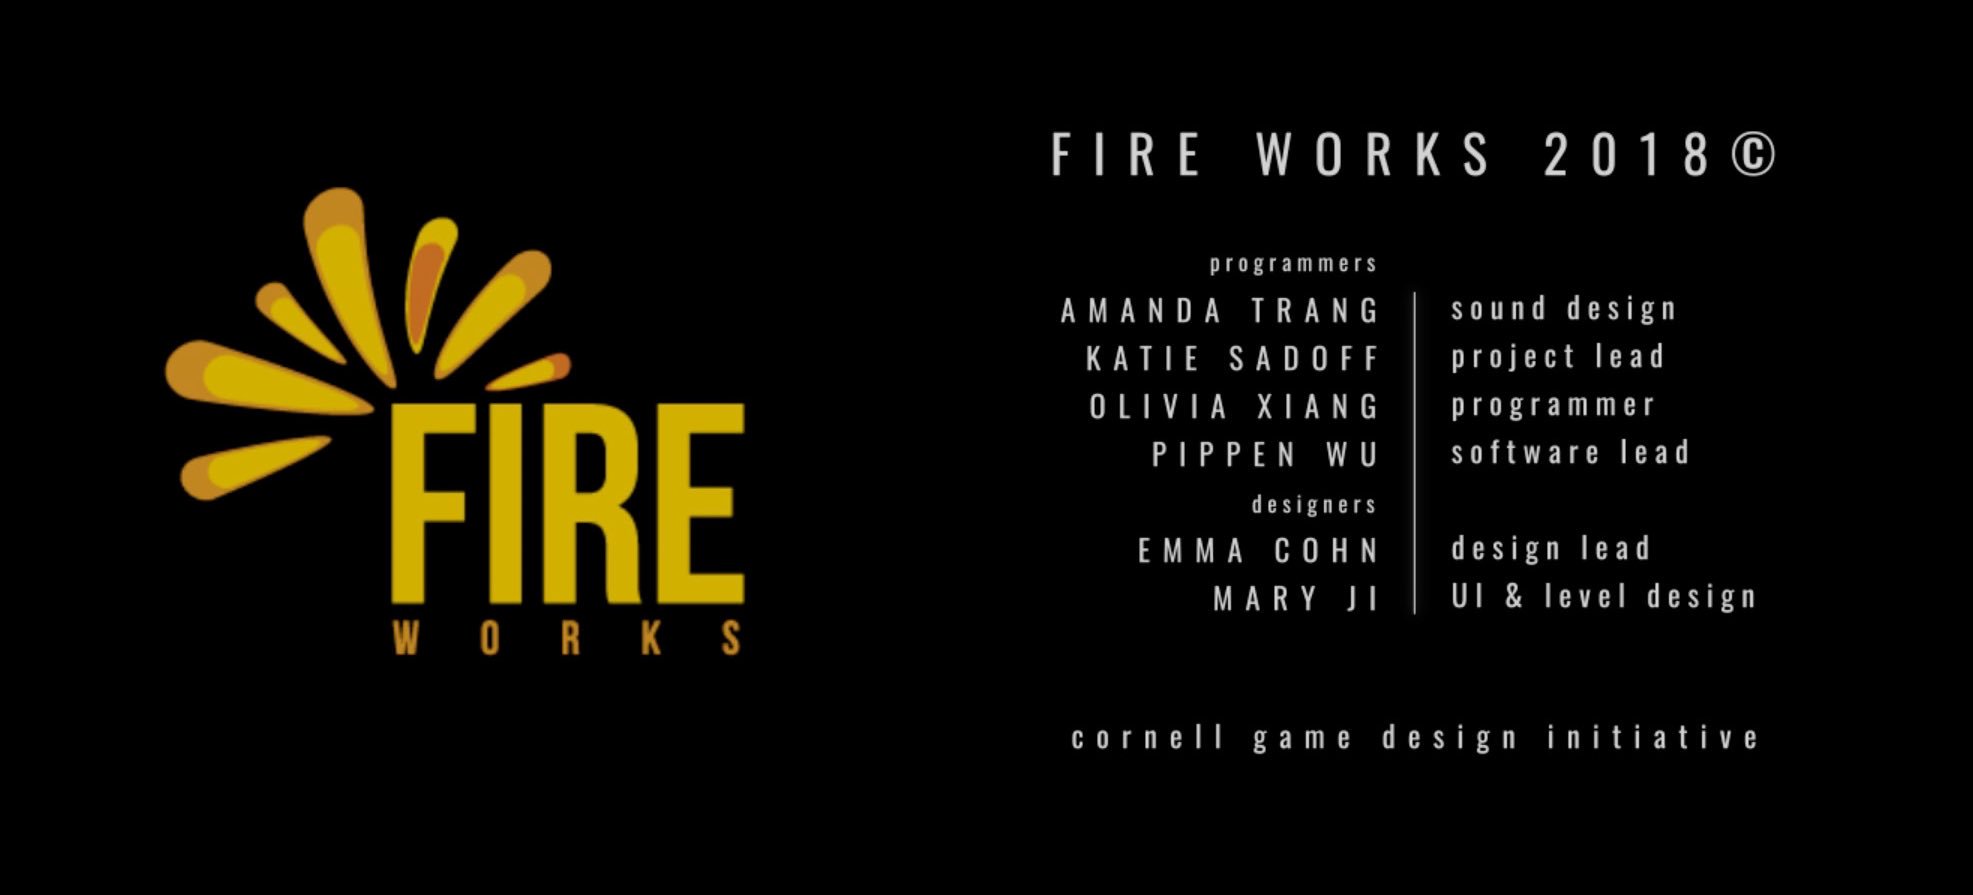 FIRE
WORKS
FIRE WORKS 2018©
programmers
AMANDA TRANG sound design
KATIE SADOFF project lead
OLIVIA XIANG programmer
PIPPEN WU software lead
designers
EMMA COHN design lead
MARY JI UI & level design
cornell game design initiative